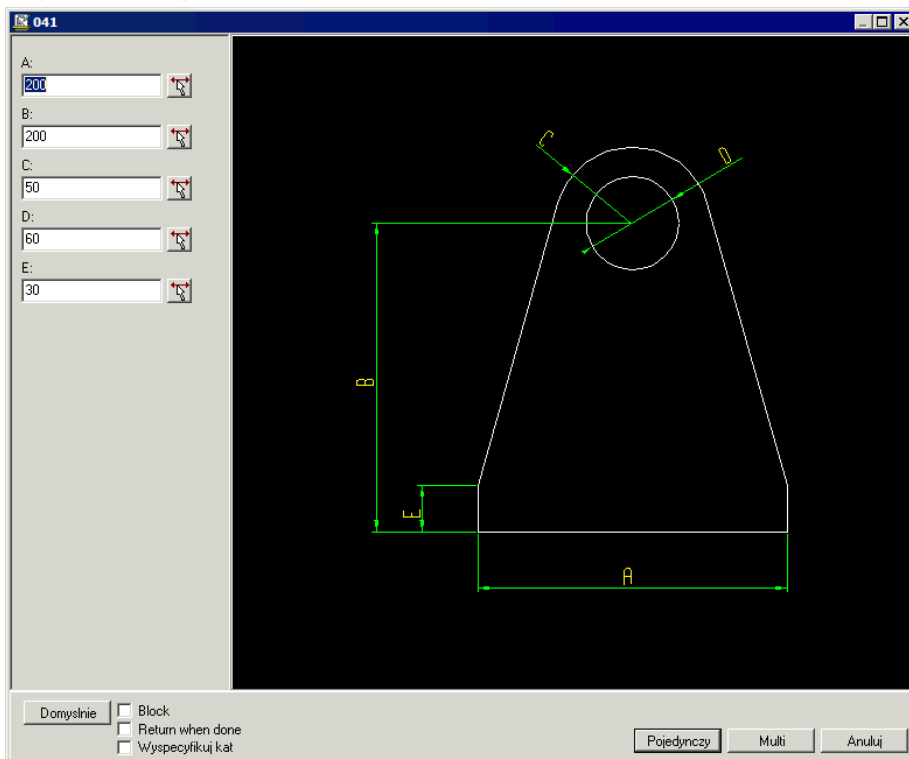 041
A:
200
B:
200
C:
50
D:
60
E:
30
C
D
B
E
A
Domyslnie
Block
Return when done
Wyspecyfikuj kat
Pojedynczy
Multi
Anuluj